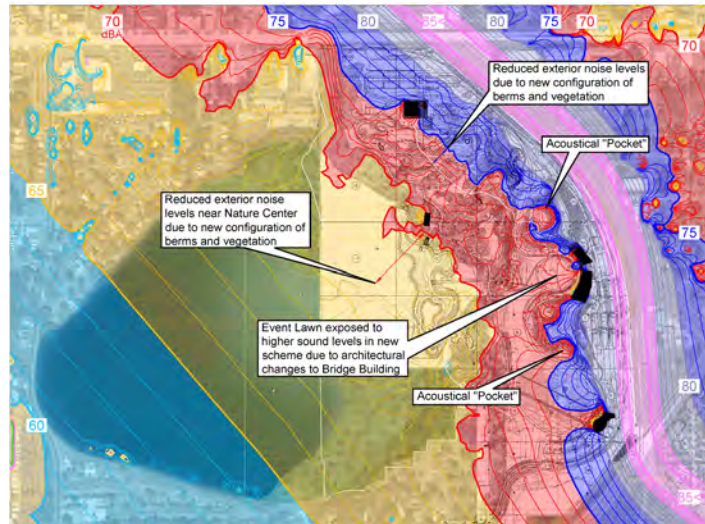 70
dBA
75
80
85<
80
75
70
70
Reduced exterior noise levels
due to new configuration of
berms and vegetation
Acoustical "Pocket"
65
Reduced exterior noise
levels near Nature Center
due to new configuration of
berms and vegetation
75
Event Lawn exposed to
higher sound levels in new
scheme due to architectural
changes to Bridge Building
Acoustical "Pocket"
80
60
85<